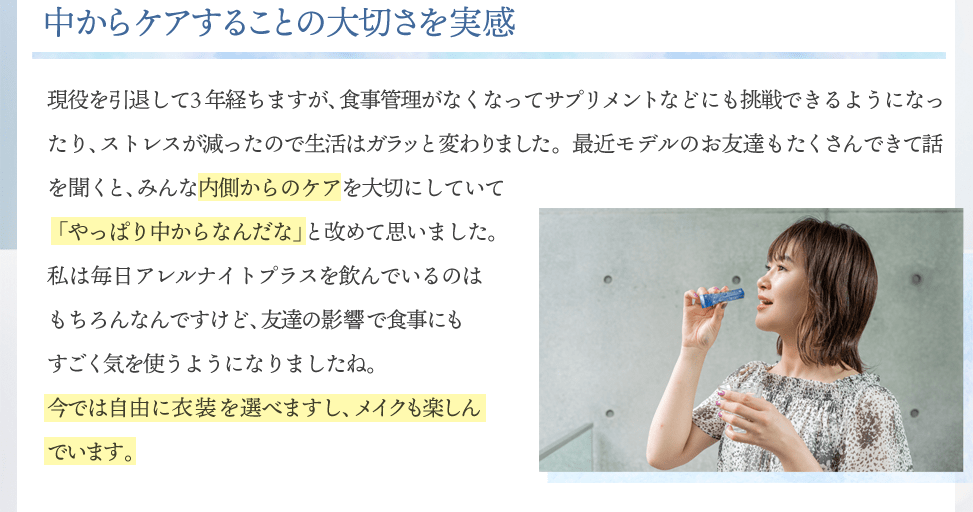 中からケアすることの大切さを実感
現役を引退して3年経ちますが、食事管理がなくなってサプリメントなどにも挑戦できるようになっ
たり、ストレスが減ったので生活はガラッと変わりました。最近モデルのお友達もたくさんできて話
を聞くと、みんな内側からのケアを大切にしていて
「やっぱり中からなんだな」と改めて思いました。
私は毎日アレルナイトプラスを飲んでいるのは
もちろんなんですけど、友達の影響で食事にも
すごく気を使うようになりましたね。
今では自由に衣装を選べますし、メイクも楽しん
でいます。